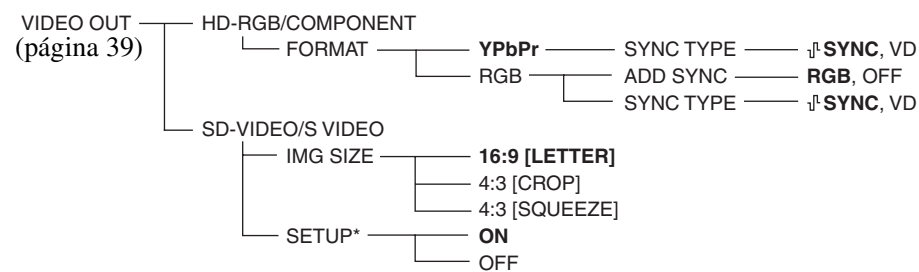 VIDEO OUT HD-RGB/COMPONENT
(página 39) FORMAT YPbPr SYNC TYPE SYNC, VD
RGB ADD SYNC RGB, OFF
SYNC TYPE SYNC, VD
SD-VIDEO/S VIDEO
IMG SIZE 16:9 [LETTER]
4:3 [CROP]
4:3 [SQUEEZE]
SETUP* ON
OFF